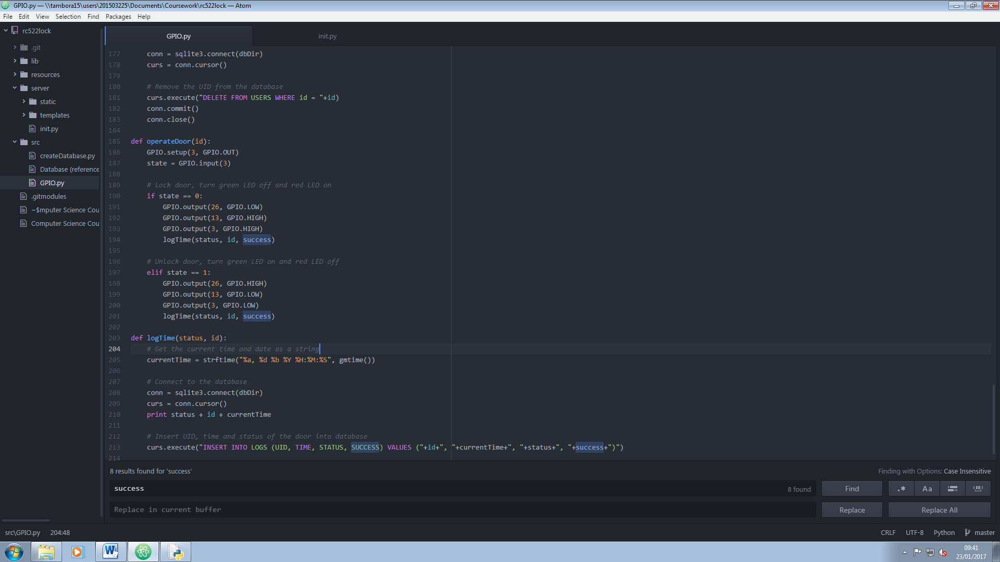 GPIO.py — \\tambora15\users\201503225\Documents\Coursework\rc522lock — Atom
File Edit View Selection Find Packages Help
rc522lock
.git
lib
resources
server
static
templates
init.py
src
createDatabase.py
Database (reference
GPIO.py
.gitmodules
~$mputer Science Cou
Computer Science Cou
GPIO.py init.py
177 conn = sqlite3.connect(dbDir)
178 curs = conn.cursor()
179
180 # Remove the UID from the database
181 curs.execute("DELETE FROM USERS WHERE id = "+id)
182 conn.commit()
183 conn.close()
184
185 def operateDoor(id):
186 GPIO.setup(3, GPIO.OUT)
187 state = GPIO.input(3)
188
189 # Lock door, turn green LED off and red LED on
190 if state == 0:
191 GPIO.output(26, GPIO.LOW)
192 GPIO.output(13, GPIO.HIGH)
193 GPIO.output(3, GPIO.HIGH)
194 logTime(status, id, success)
195
196 # Unlock door, turn green LED on and red LED off
197 elif state == 1:
198 GPIO.output(26, GPIO.HIGH)
199 GPIO.output(13, GPIO.LOW)
200 GPIO.output(3, GPIO.LOW)
201 logTime(status, id, success)
202
203 def logTime(status, id):
204 # Get the current time and date as a string
205 currentTime = strftime("%a, %d %b %Y %H:%M:%S", gmtime())
206
207 # Connect to the database
208 conn = sqlite3.connect(dbDir)
209 curs = conn.cursor()
210 print status + id + currentTime
211
212 # Insert UID, time and status of the door into database
213 curs.execute("INSERT INTO LOGS (UID, TIME, STATUS, SUCCESS) VALUES ("+id+", "+currentTime+", "+status+", "+success+")")
214
8 results found for 'success' Finding with Options: Case Insensitive
success 8 found Find .* Aa
Replace in current buffer Replace Replace All
src\GPIO.py 204:48 CRLF UTF-8 Python master
09:41
23/01/2017